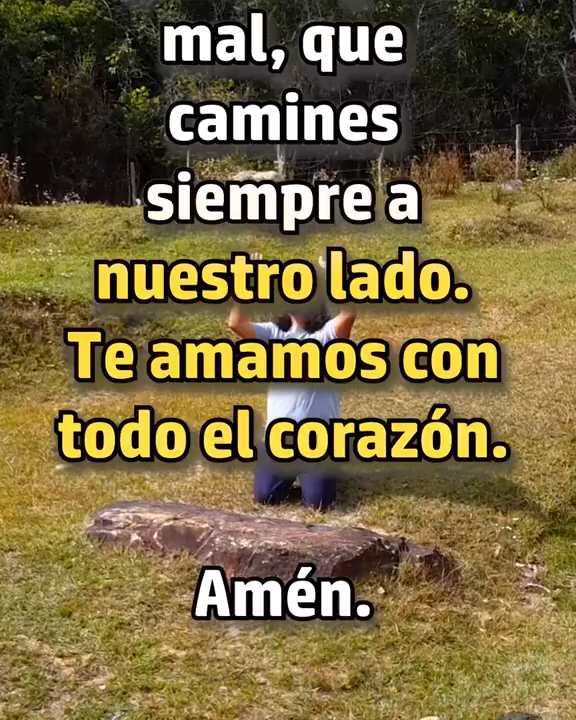 mal, que
camines
siempre a
nuestro lado.
Te amamos con
todo el corazón.
Amén.